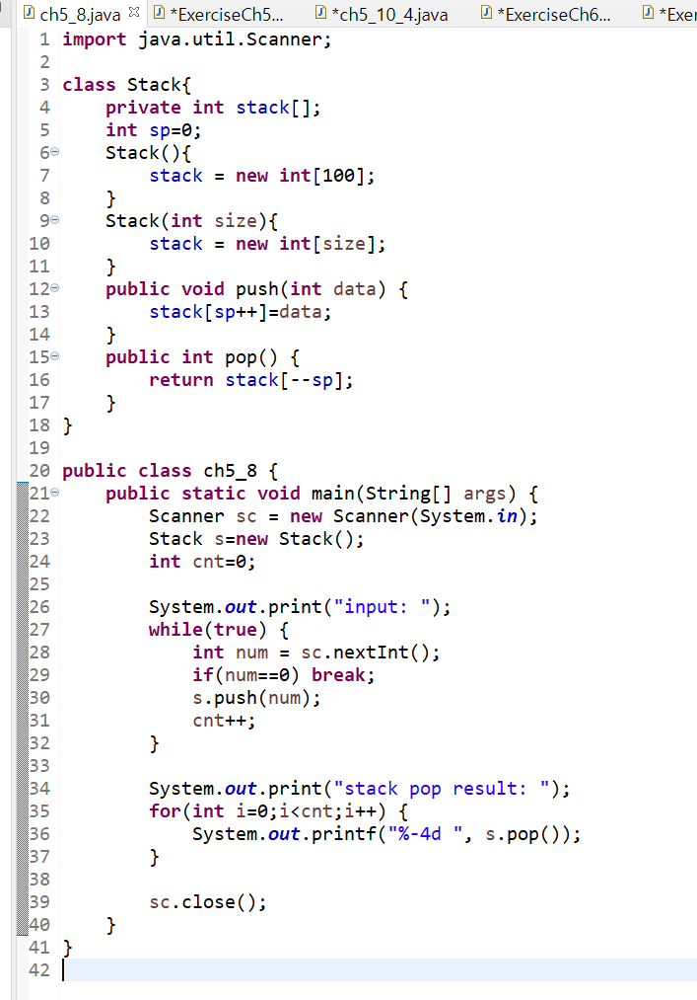 ch5_8.java *ExerciseCh5... *ch5_10_4.java *ExerciseCh6... *Exer
1 import java.util.Scanner;
2
3 class Stack{
4     private int stack[];
5     int sp=0;
6     Stack(){
7         stack = new int[100];
8     }
9     Stack(int size){
10         stack = new int[size];
11     }
12     public void push(int data) {
13         stack[sp++]=data;
14     }
15     public int pop() {
16         return stack[--sp];
17     }
18 }
19
20 public class ch5_8 {
21     public static void main(String[] args) {
22         Scanner sc = new Scanner(System.in);
23         Stack s=new Stack();
24         int cnt=0;
25
26         System.out.print("input: ");
27         while(true) {
28             int num = sc.nextInt();
29             if(num==0) break;
30             s.push(num);
31             cnt++;
32         }
33
34         System.out.print("stack pop result: ");
35         for(int i=0;i<cnt;i++) {
36             System.out.printf("%-4d ", s.pop());
37         }
38
39         sc.close();
40     }
41 }
42